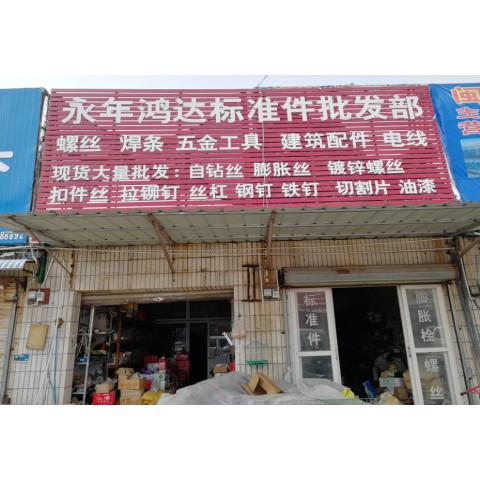 永年鸿达标准件批发部
螺丝 焊条 五金工具 建筑配件 电线
现货大量批发：自钻丝 膨胀丝 镀锌螺丝
扣件丝 拉铆钉 丝杠 钢钉 铁钉 切割片 油漆
标准件
膨胀栓
螺丝